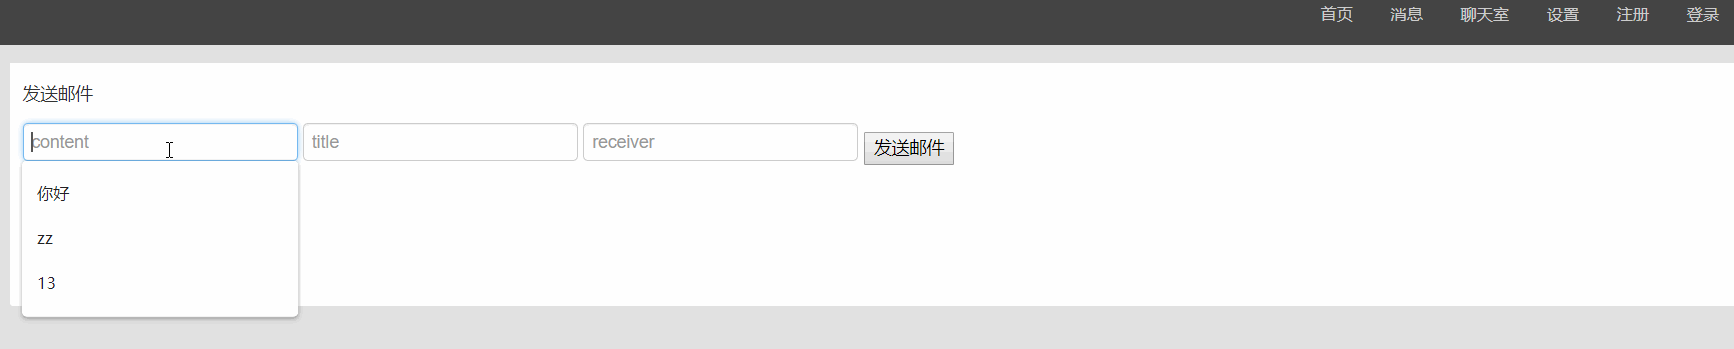 首页 消息 聊天室 设置 注册 登录
发送邮件
content title receiver 发送邮件
你好
zz
13